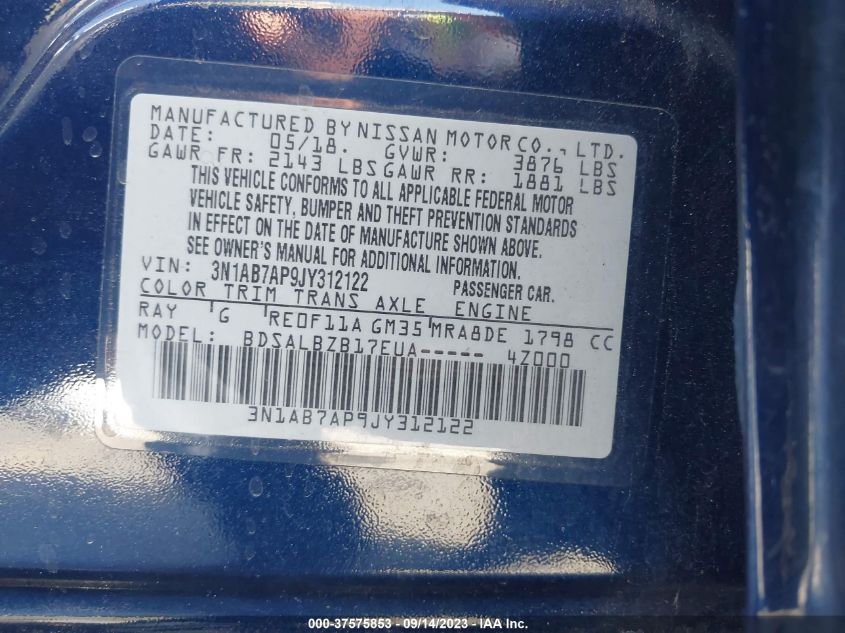 MANUFACTURED BY NISSAN MOTOR CO., LTD.
DATE: 05/18. GVWR: 3876 LBS
GAWR FR: 2143 LBS GAWR RR: 1881 LBS
THIS VEHICLE CONFORMS TO ALL APPLICABLE FEDERAL MOTOR
VEHICLE SAFETY, BUMPER AND THEFT PREVENTION STANDARDS
IN EFFECT ON THE DATE OF MANUFACTURE SHOWN ABOVE.
SEE OWNER'S MANUAL FOR ADDITIONAL INFORMATION.
VIN: 3N1AB7AP9JY312122 PASSENGER CAR.
COLOR TRIM TRANS AXLE ENGINE
RAY G RE0F11A GM35 MRA8DE 1798 CC
MODEL: BDSALBZB17EUA----- 4Z000
3N1AB7AP9JY312122
000-37575853 - 09/14/2023 - IAA Inc.